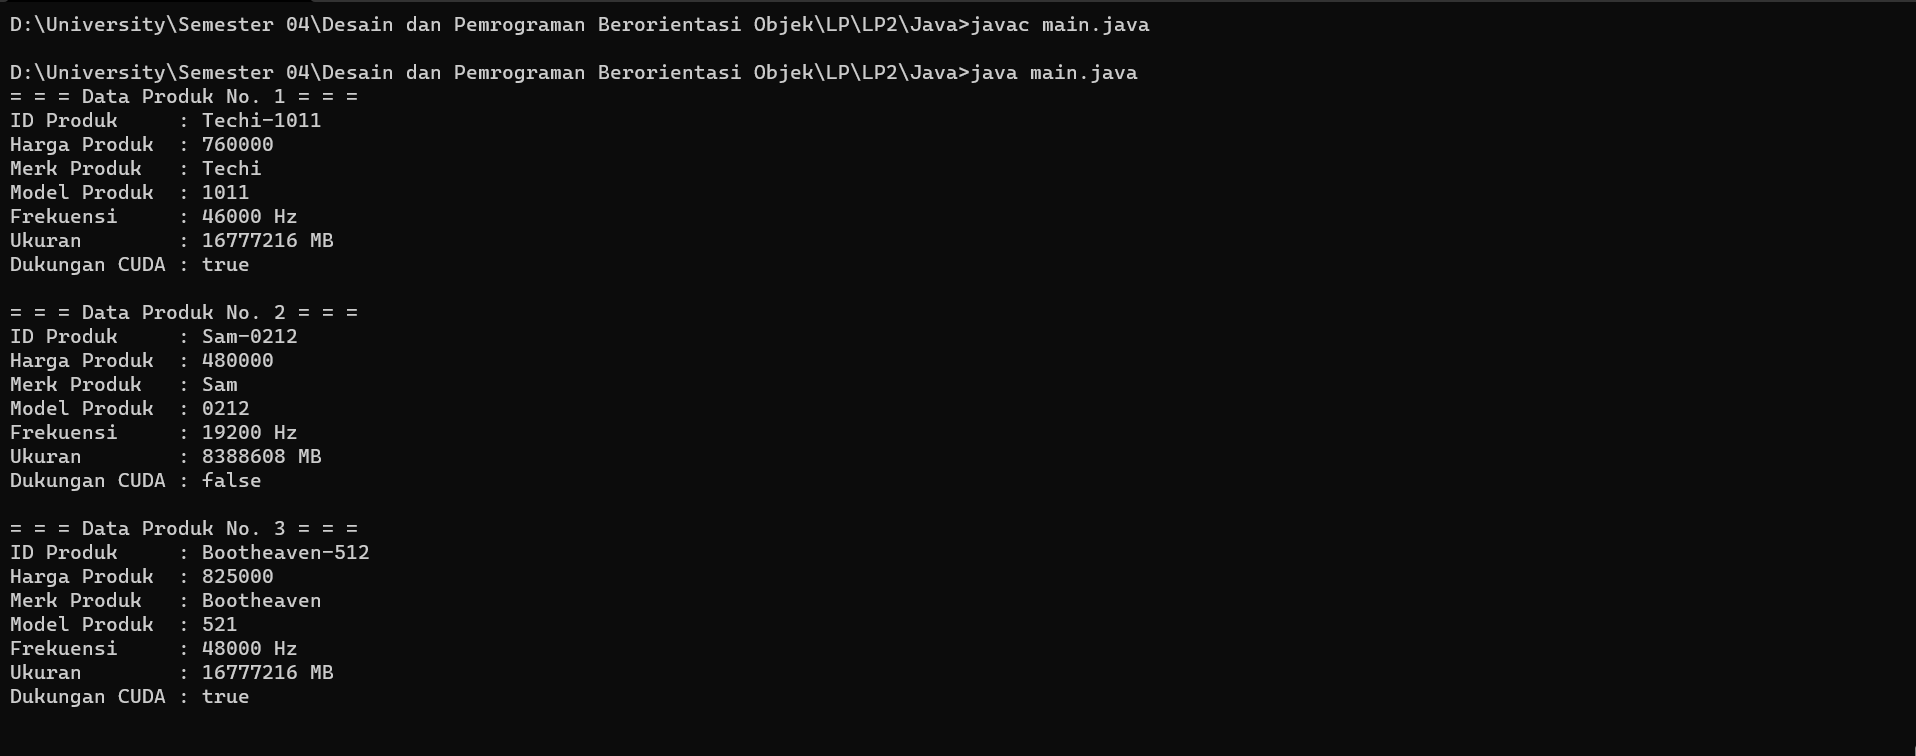 D:\University\Semester 04\Desain dan Pemrograman Berorientasi Objek\LP\LP2\Java>javac main.java
D:\University\Semester 04\Desain dan Pemrograman Berorientasi Objek\LP\LP2\Java>java main.java
= = = Data Produk No. 1 = = =
ID Produk     : Techi-1011
Harga Produk  : 760000
Merk Produk   : Techi
Model Produk  : 1011
Frekuensi     : 46000 Hz
Ukuran        : 16777216 MB
Dukungan CUDA : true
= = = Data Produk No. 2 = = =
ID Produk     : Sam-0212
Harga Produk  : 480000
Merk Produk   : Sam
Model Produk  : 0212
Frekuensi     : 19200 Hz
Ukuran        : 8388608 MB
Dukungan CUDA : false
= = = Data Produk No. 3 = = =
ID Produk     : Bootheaven-512
Harga Produk  : 825000
Merk Produk   : Bootheaven
Model Produk  : 521
Frekuensi     : 48000 Hz
Ukuran        : 16777216 MB
Dukungan CUDA : true